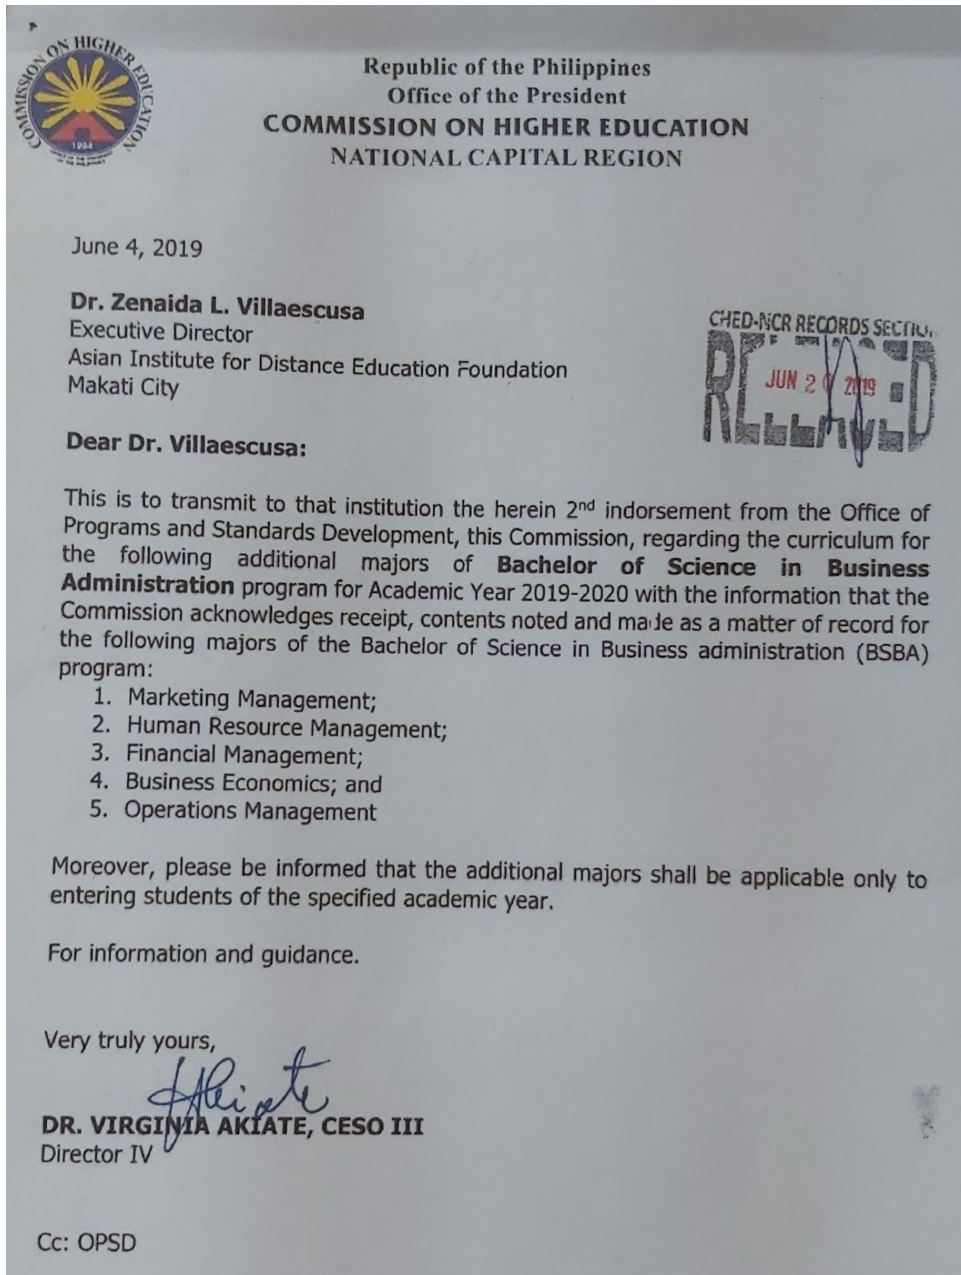 COMMISSION ON HIGHER EDUCATION
1994
Republic of the Philippines
Office of the President
COMMISSION ON HIGHER EDUCATION
NATIONAL CAPITAL REGION
June 4, 2019
Dr. Zenaida L. Villaescusa
Executive Director
Asian Institute for Distance Education Foundation
Makati City
CHED-NCR RECORDS
RELEASED
JUN 2 2019
Dear Dr. Villaescusa:
This is to transmit to that institution the herein 2nd indorsement from the Office of
Programs and Standards Development, this Commission, regarding the curriculum for
the following additional majors of Bachelor of Science in Business
Administration program for Academic Year 2019-2020 with the information that the
Commission acknowledges receipt, contents noted and made as a matter of record for
the following majors of the Bachelor of Science in Business administration (BSBA)
program:
1. Marketing Management;
2. Human Resource Management;
3. Financial Management;
4. Business Economics; and
5. Operations Management
Moreover, please be informed that the additional majors shall be applicable only to
entering students of the specified academic year.
For information and guidance.
Very truly yours,
DR. VIRGINIA AKIATE, CESO III
Director IV
Cc: OPSD